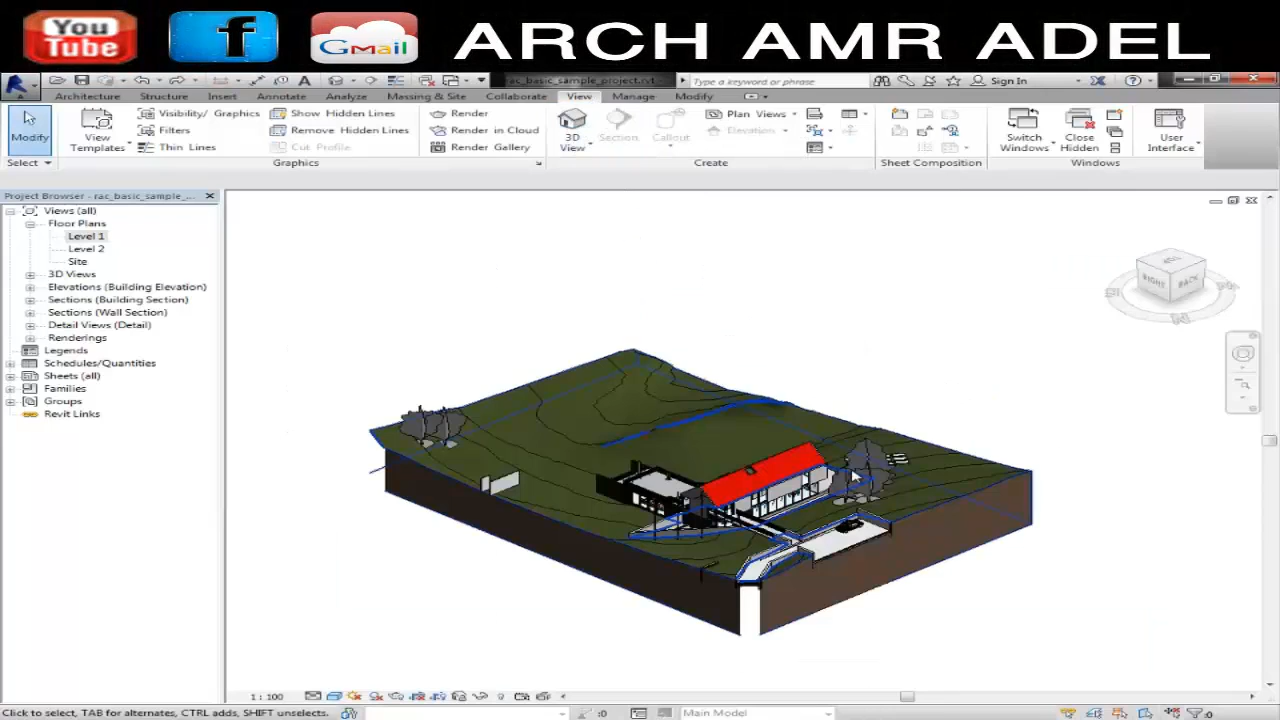 You Tube f Gmail ARCH AMR ADEL
rac_basic_sample_project.rvt... Type a keyword or phrase Sign In
Architecture Structure Insert Annotate Analyze Massing & Site Collaborate View Manage Modify
Modify
Select
View Templates
Visibility/ Graphics
Filters
Thin Lines
Show Hidden Lines
Remove Hidden Lines
Cut Profile
Graphics
Render
Render in Cloud
Render Gallery
3D View
Section
Callout
Plan Views
Elevation
Create
Sheet Composition
Switch Windows
Close Hidden
User Interface
Windows
Project Browser - rac_basic_sample_...
Views (all)
Floor Plans
Level 1
Level 2
Site
3D Views
Elevations (Building Elevation)
Sections (Building Section)
Sections (Wall Section)
Detail Views (Detail)
Renderings
Legends
Schedules/Quantities
Sheets (all)
Families
Groups
Revit Links
RIGHT BACK
1 : 100
Click to select, TAB for alternates, CTRL adds, SHIFT unselects. :0 Main Model :0